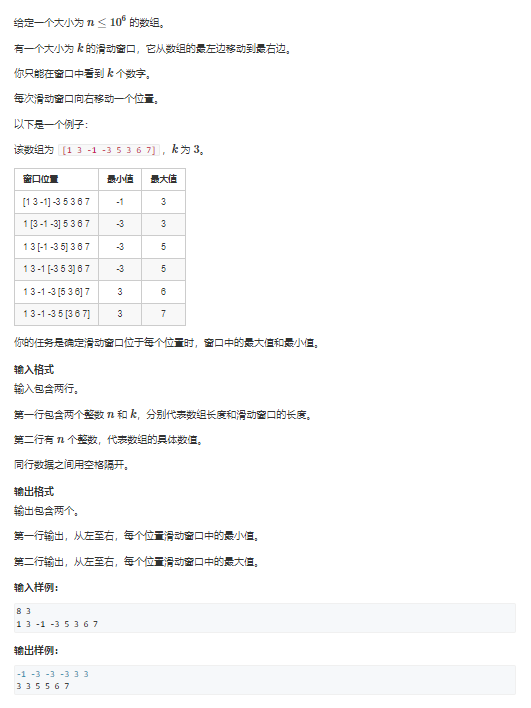 给定一个大小为 n ≤ 10⁶ 的数组。
有一个大小为 k 的滑动窗口，它从数组的最左边移动到最右边。
你只能在窗口中看到 k 个数字。
每次滑动窗口向右移动一个位置。
以下是一个例子：
该数组为 [1 3 -1 -3 5 3 6 7]，k 为 3。
窗口位置 最小值 最大值
[1 3 -1] -3 5 3 6 7 -1 3
1 [3 -1 -3] 5 3 6 7 -3 3
1 3 [-1 -3 5] 3 6 7 -3 5
1 3 -1 [-3 5 3] 6 7 -3 5
1 3 -1 -3 [5 3 6] 7 3 6
1 3 -1 -3 5 [3 6 7] 3 7
你的任务是确定滑动窗口位于每个位置时，窗口中的最大值和最小值。
输入格式
输入包含两行。
第一行包含两个整数 n 和 k，分别代表数组长度和滑动窗口的长度。
第二行有 n 个整数，代表数组的具体数值。
同行数据之间用空格隔开。
输出格式
输出包含两个。
第一行输出，从左至右，每个位置滑动窗口中的最小值。
第二行输出，从左至右，每个位置滑动窗口中的最大值。
输入样例：
8 3
1 3 -1 -3 5 3 6 7
输出样例：
-1 -3 -3 -3 3 3
3 3 5 5 6 7